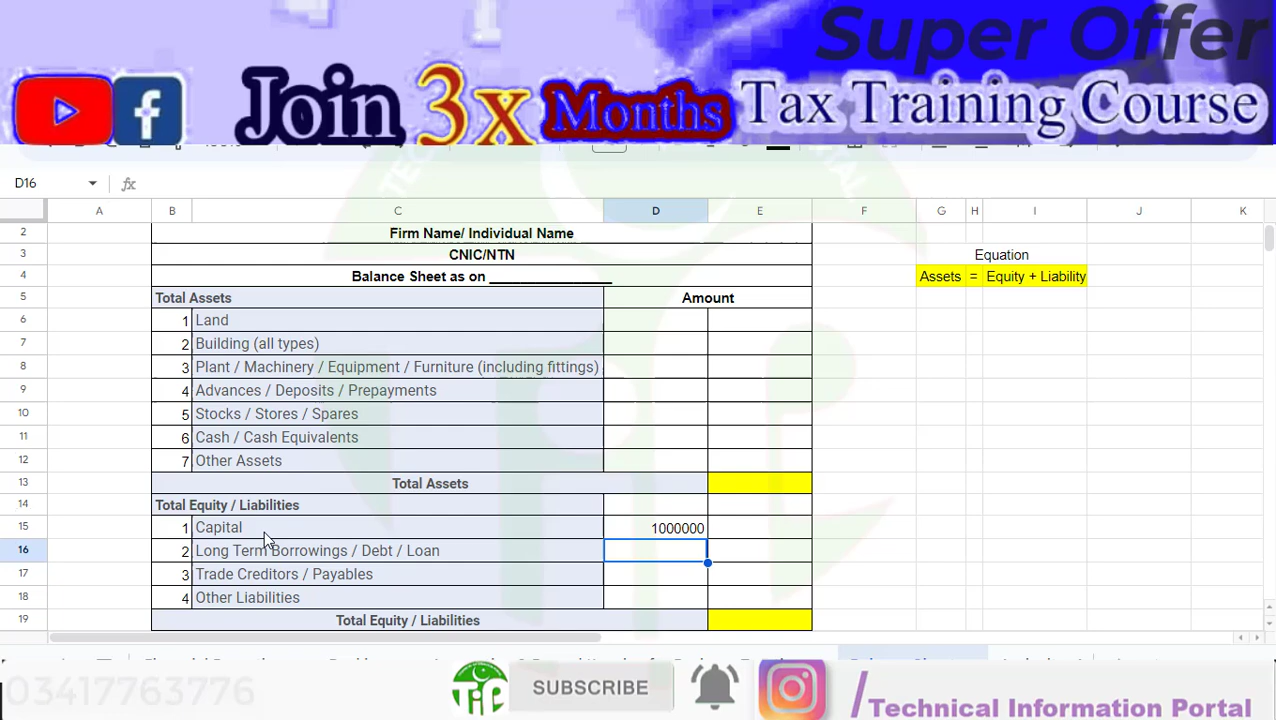 Super Offer
Join 3x Months Tax Training Course
D16 fx
A B C D E F G H I J K
2 Firm Name/ Individual Name
3 CNIC/NTN Equation
4 Balance Sheet as on ________________ Assets = Equity + Liability
5 Total Assets Amount
6 1 Land
7 2 Building (all types)
8 3 Plant / Machinery / Equipment / Furniture (including fittings)
9 4 Advances / Deposits / Prepayments
10 5 Stocks / Stores / Spares
11 6 Cash / Cash Equivalents
12 7 Other Assets
13 Total Assets
14 Total Equity / Liabilities
15 1 Capital 1000000
16 2 Long Term Borrowings / Debt / Loan
17 3 Trade Creditors / Payables
18 4 Other Liabilities
19 Total Equity / Liabilities
TIP SUBSCRIBE
/Technical Information Portal